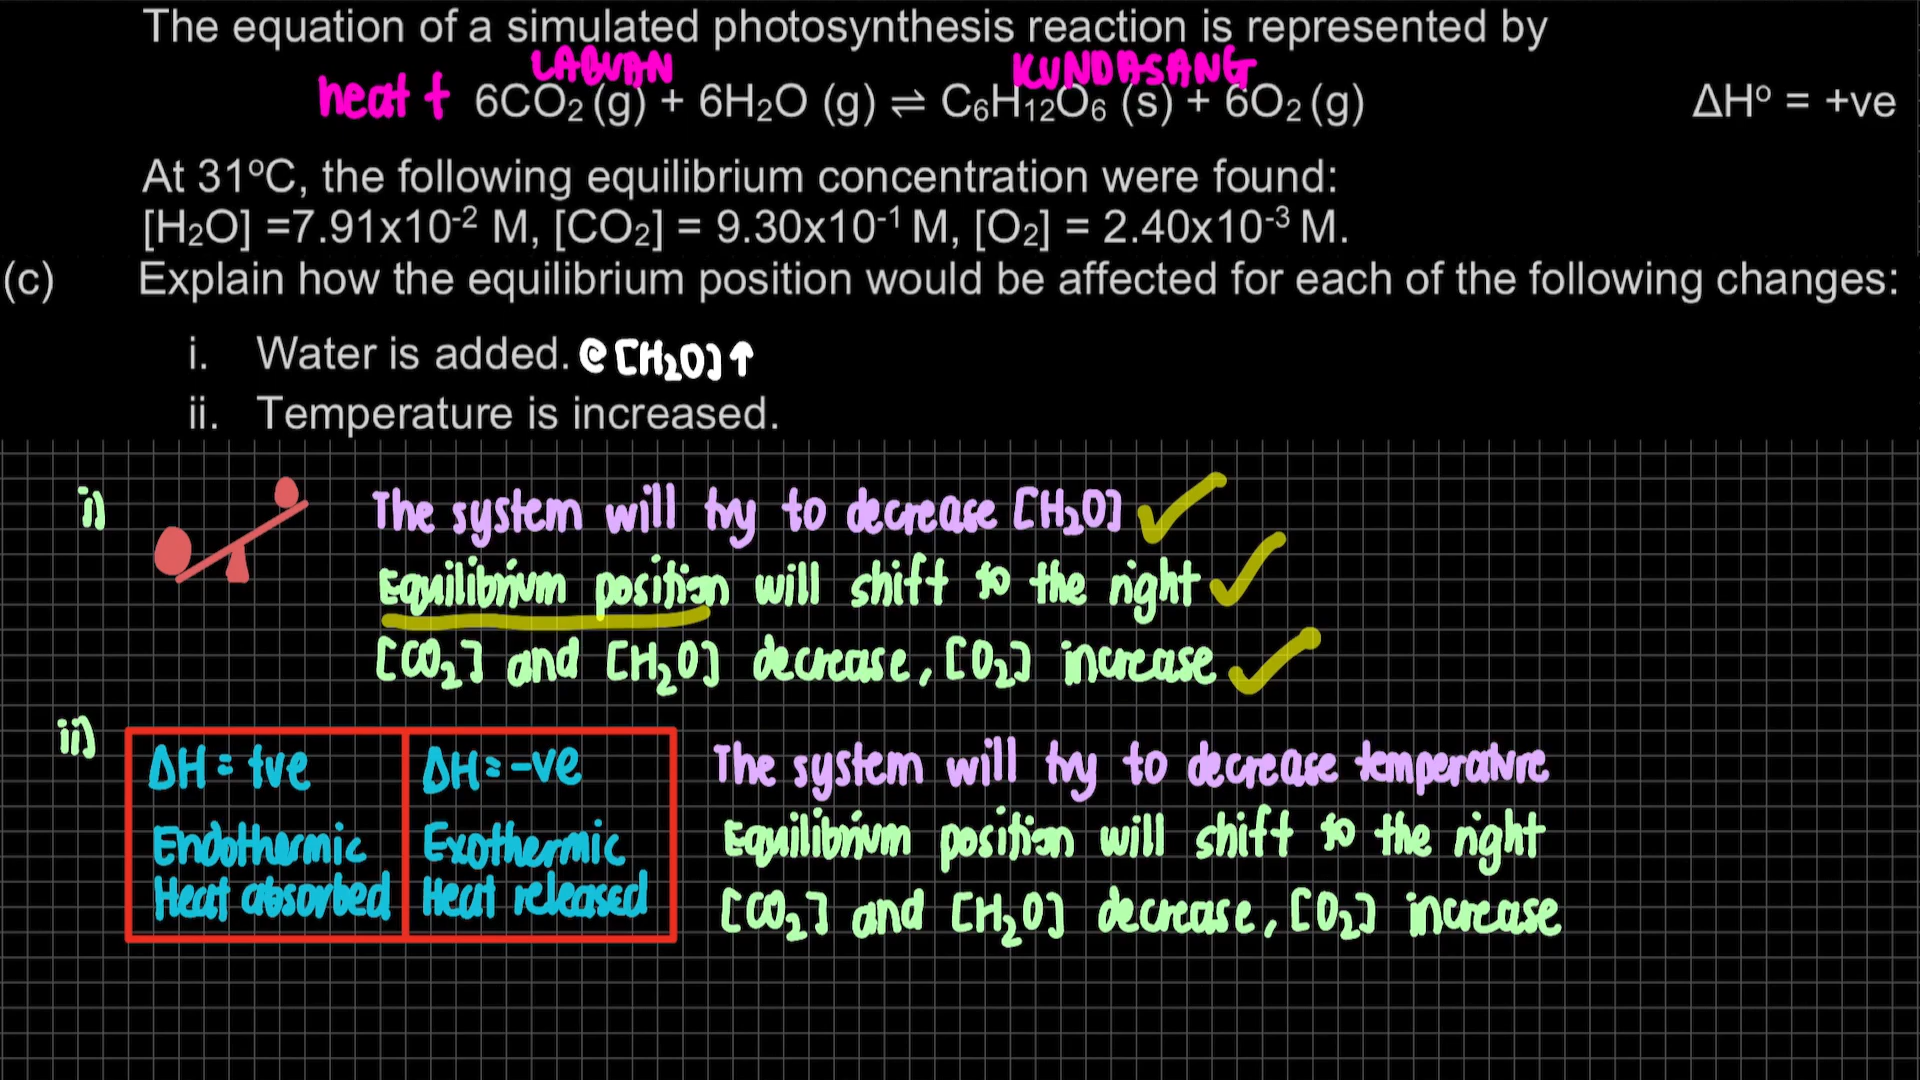 The equation of a simulated photosynthesis reaction is represented by
LABUAN KUNDASANG
heat + 6CO₂ (g) + 6H₂O (g) ⇌ C₆H₁₂O₆ (s) + 6O₂ (g) ΔHº = +ve
At 31ºC, the following equilibrium concentration were found:
[H₂O] =7.91x10⁻² M, [CO₂] = 9.30x10⁻¹ M, [O₂] = 2.40x10⁻³ M.
(c) Explain how the equilibrium position would be affected for each of the following changes:
i. Water is added. @ [H₂O] ↑
ii. Temperature is increased.
i) The system will try to decrease [H₂O]
Equilibrium position will shift to the right
[CO₂] and [H₂O] decrease, [O₂] increase
ii)
ΔH = +ve ΔH = -ve
Endothermic Exothermic
Heat absorbed Heat released
The system will try to decrease temperature
Equilibrium position will shift to the right
[CO₂] and [H₂O] decrease, [O₂] increase